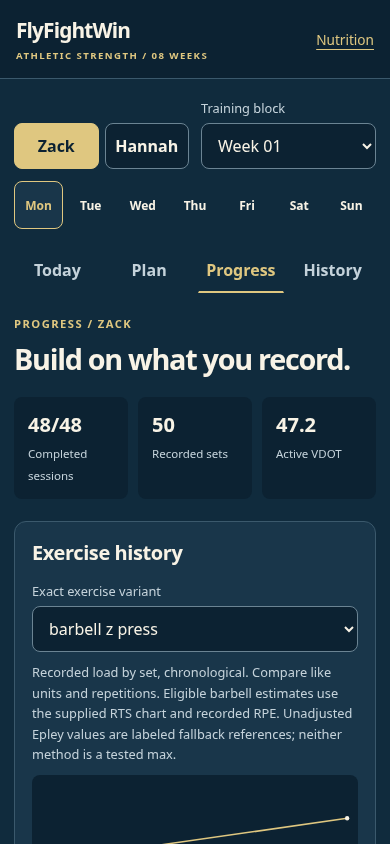 FlyFightWin
ATHLETIC STRENGTH / 08 WEEKS
Nutrition
Training block
Zack
Hannah
Week 01
Mon
Tue
Wed
Thu
Fri
Sat
Sun
Today
Plan
Progress
History
PROGRESS / ZACK
Build on what you record.
48/48
Completed
sessions
50
Recorded sets
47.2
Active VDOT
Exercise history
Exact exercise variant
barbell z press
Recorded load by set, chronological. Compare like
units and repetitions. Eligible barbell estimates use
the supplied RTS chart and recorded RPE. Unadjusted
Epley values are labeled fallback references; neither
method is a tested max.